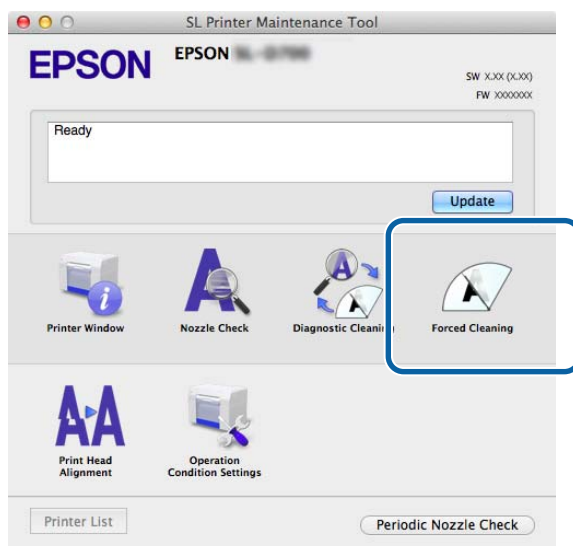 SL Printer Maintenance Tool
EPSON
EPSON
SW X.XX (X.XX)
FW XXXXXXX
Ready
Update
Printer Window
Nozzle Check
Diagnostic Cleaning
Forced Cleaning
Print Head
Alignment
Operation
Condition Settings
Printer List
Periodic Nozzle Check